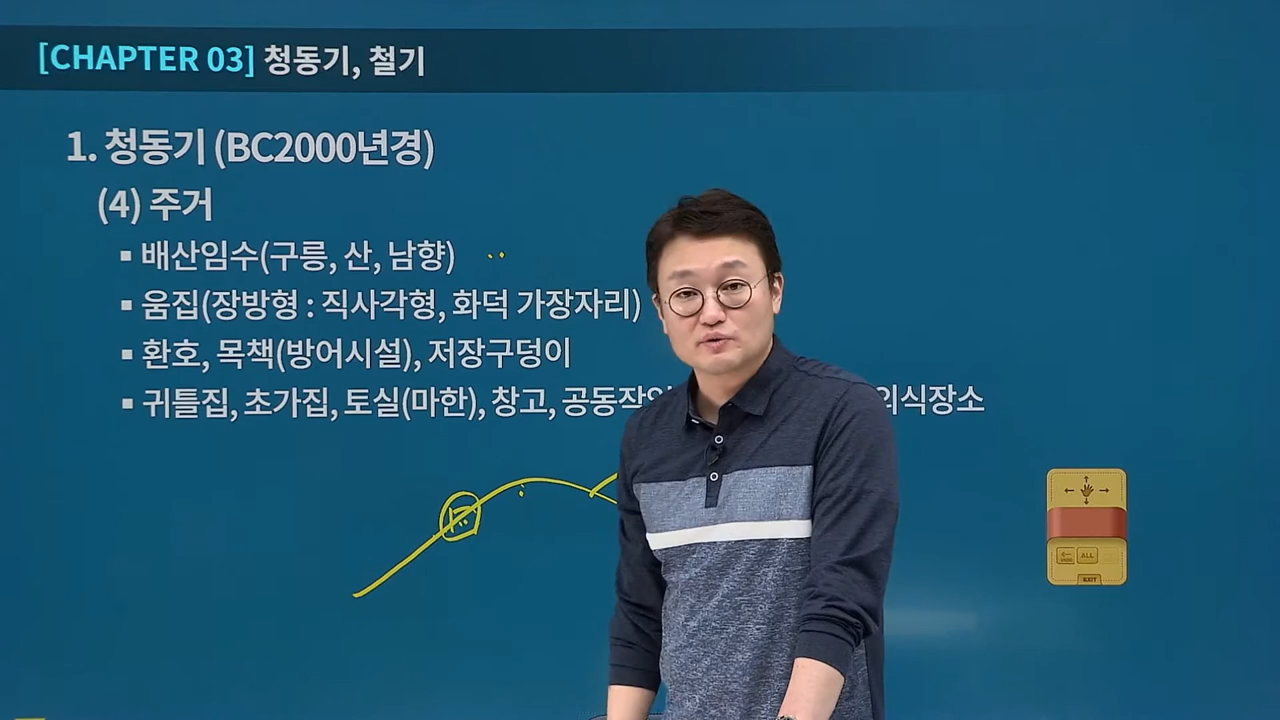 [CHAPTER 03] 청동기, 철기
1. 청동기 (BC2000년경)
(4) 주거
▪ 배산임수(구릉, 산, 남향)
▪ 움집(장방형 : 직사각형, 화덕 가장자리)
▪ 환호, 목책(방어시설), 저장구덩이
▪ 귀틀집, 초가집, 토실(마한), 창고, 의식장소
ALL
EXIT